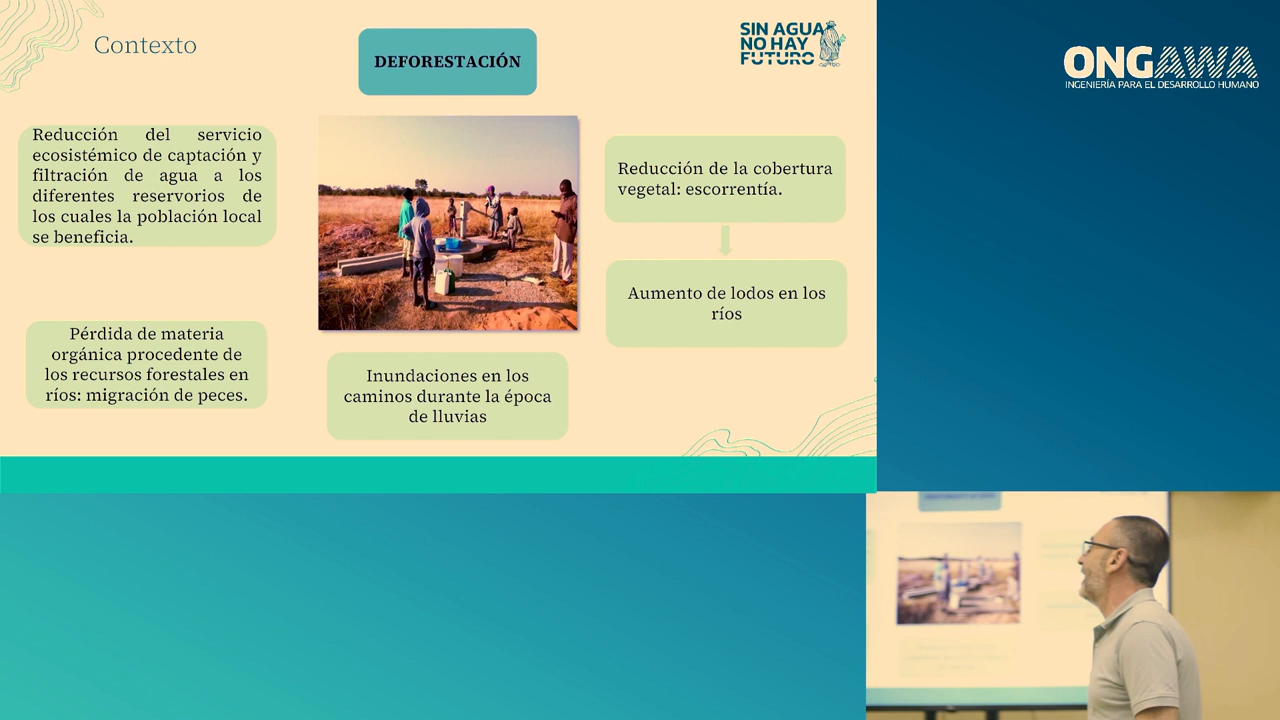 Contexto
DEFORESTACIÓN
SIN AGUA
NO HAY
FUTURO
ONGAWA
INGENIERÍA PARA EL DESARROLLO HUMANO
Reducción del servicio
ecosistémico de captación y
filtración de agua a los
diferentes reservorios de
los cuales la población local
se beneficia.
Reducción de la cobertura
vegetal: escorrentía.
Aumento de lodos en los
ríos
Pérdida de materia
orgánica procedente de
los recursos forestales en
ríos: migración de peces.
Inundaciones en los
caminos durante la época
de lluvias